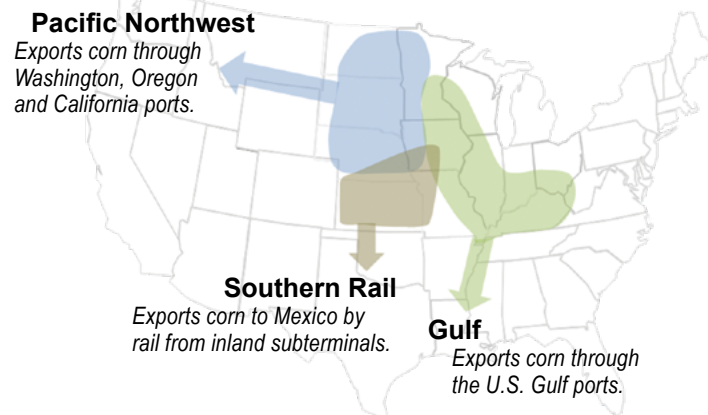 Pacific Northwest
Exports corn through
Washington, Oregon
and California ports.
Southern Rail
Exports corn to Mexico by
rail from inland subterminals.
Gulf
Exports corn through
the U.S. Gulf ports.